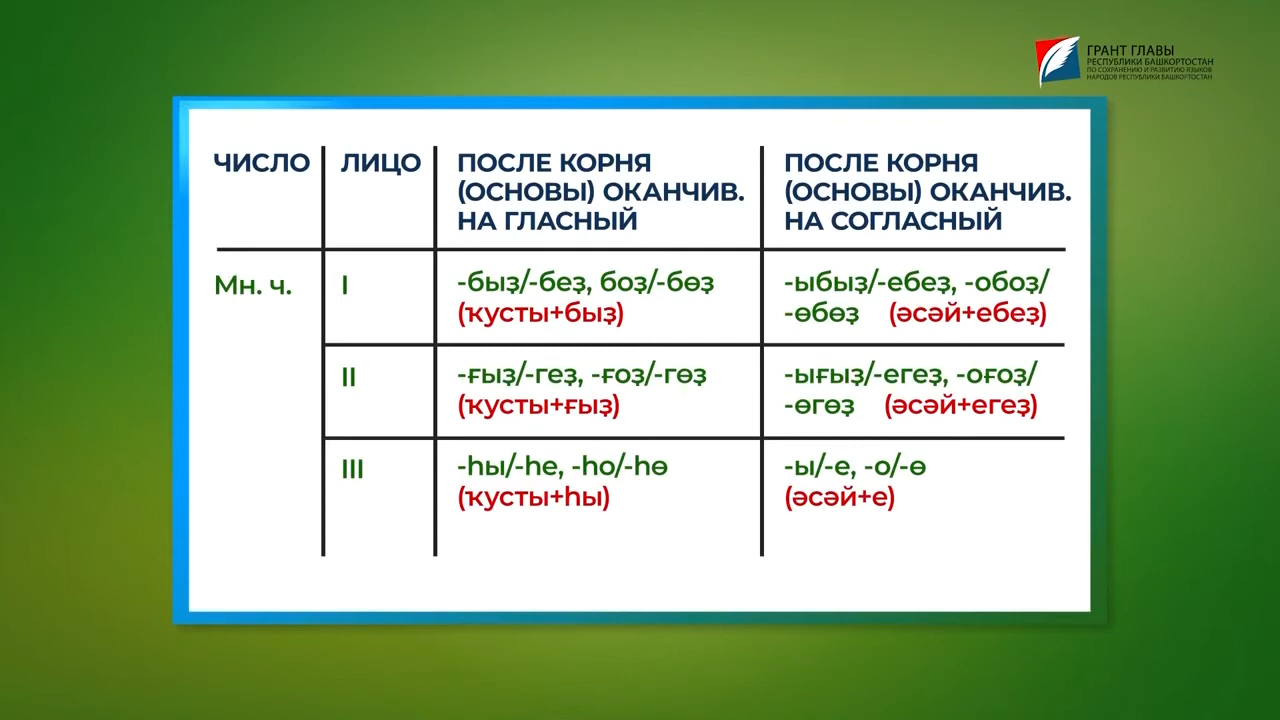 ГРАНТ ГЛАВЫ
РЕСПУБЛИКИ БАШКОРТОСТАН
ПО СОХРАНЕНИЮ И РАЗВИТИЮ ЯЗЫКОВ
НАРОДОВ РЕСПУБЛИКИ БАШКОРТОСТАН
ЧИСЛО ЛИЦО ПОСЛЕ КОРНЯ ПОСЛЕ КОРНЯ
(ОСНОВЫ) ОКАНЧИВ. (ОСНОВЫ) ОКАНЧИВ.
НА ГЛАСНЫЙ НА СОГЛАСНЫЙ
Мн. ч. I -быҙ/-беҙ, боҙ/-бөҙ -ыбыҙ/-ебеҙ, -обоҙ/
(ҡусты+быҙ) -өбөҙ (әсәй+ебеҙ)
II -ғыҙ/-геҙ, -ғоҙ/-гөҙ -ығыҙ/-егеҙ, -оғоҙ/
(ҡусты+ғыҙ) -өгөҙ (әсәй+егеҙ)
III -һы/-һе, -һо/-һө -ы/-е, -о/-ө
(ҡусты+һы) (әсәй+е)